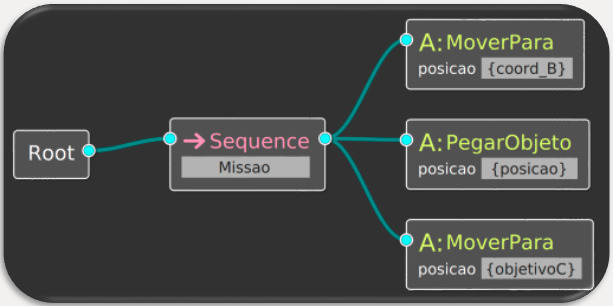 Root
Sequence
Missao
A:MoverPara
posicao {coord_B}
A:PegarObjeto
posicao {posicao}
A:MoverPara
posicao {objetivoC}